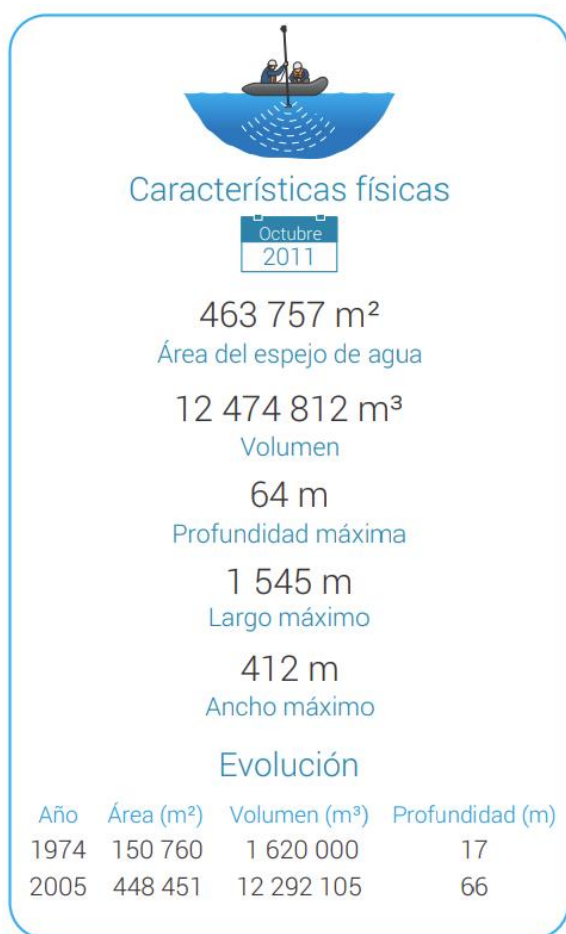 Características físicas
Octubre
2011
463 757 m²
Área del espejo de agua
12 474 812 m³
Volumen
64 m
Profundidad máxima
1 545 m
Largo máximo
412 m
Ancho máximo
Evolución
Año Área (m²) Volumen (m³) Profundidad (m)
1974 150 760 1 620 000 17
2005 448 451 12 292 105 66